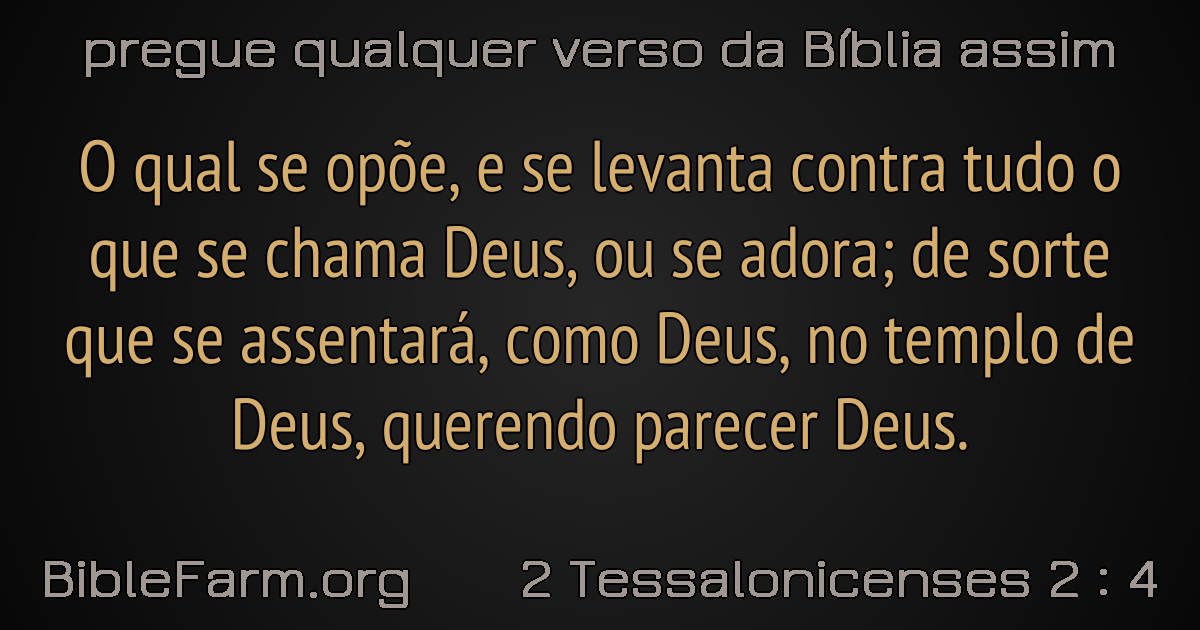 pregue qualquer verso da Bíblia assim
O qual se opõe, e se levanta contra tudo o
que se chama Deus, ou se adora; de sorte
que se assentará, como Deus, no templo de
Deus, querendo parecer Deus.
BibleFarm.org 2 Tessalonicenses 2 : 4